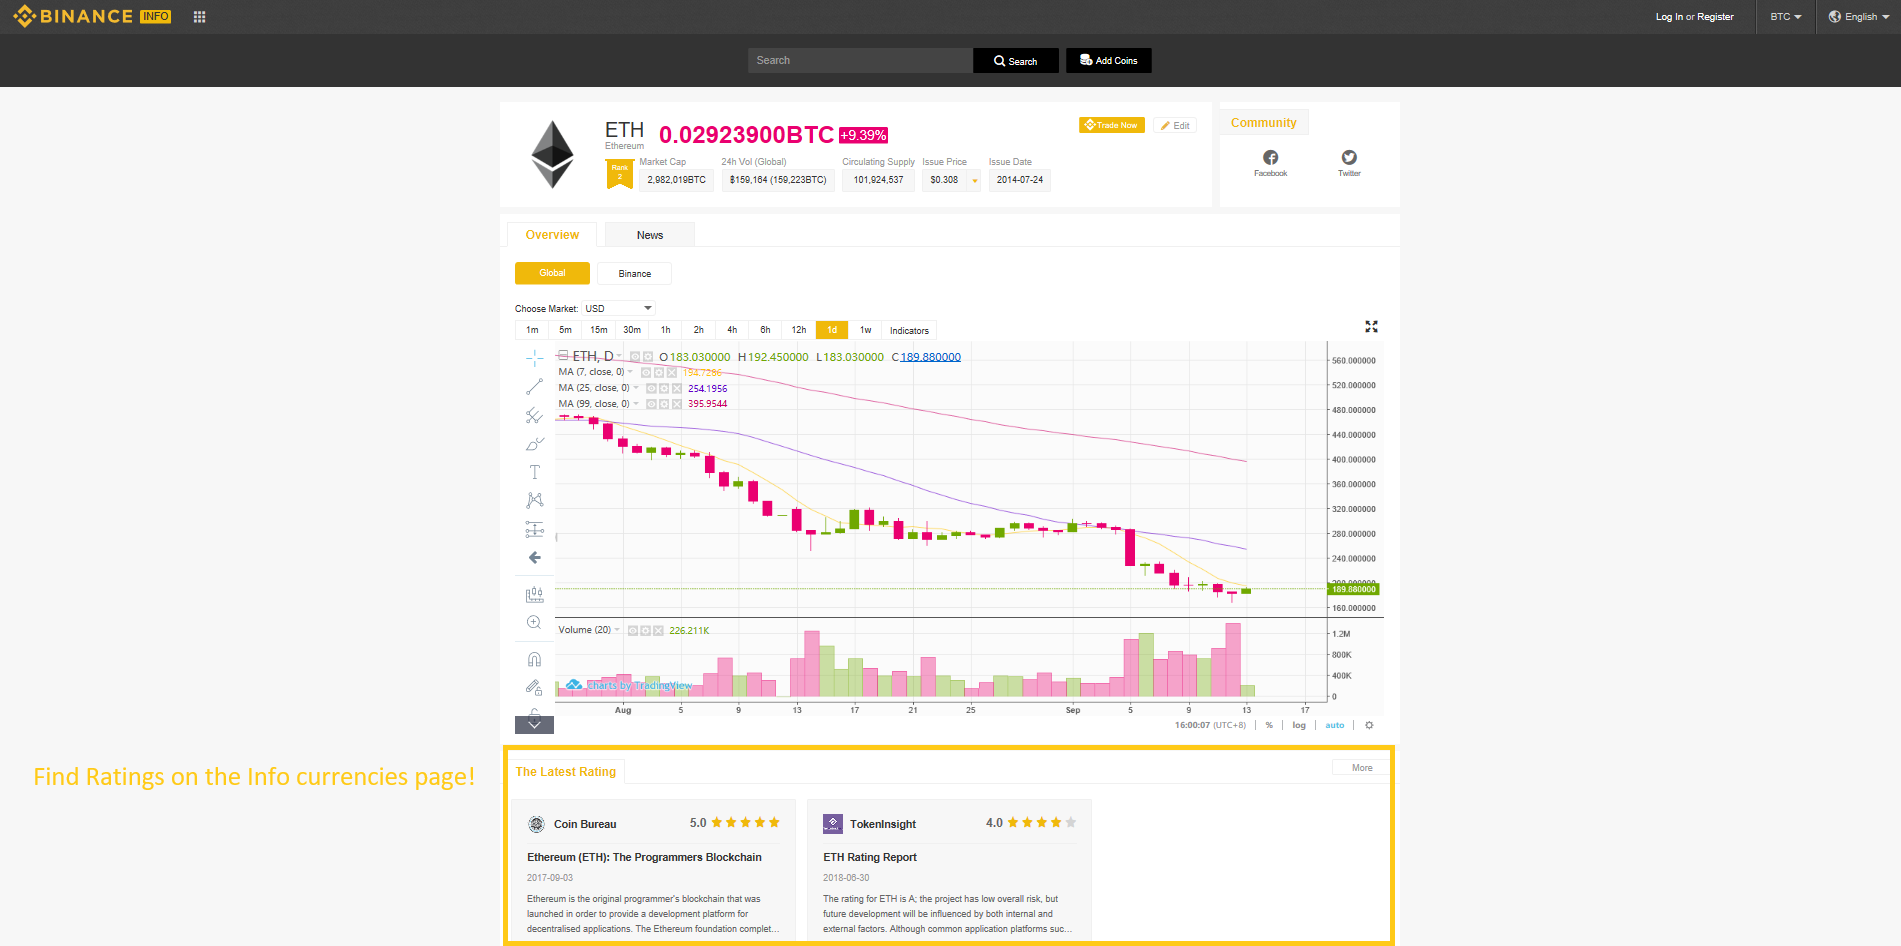 BINANCE INFO
Log In or Register
BTC
English
Search
Search
Add Coins
ETH
Ethereum
0.02923900BTC +9.39%
Trade Now
Edit
Rank
2
Market Cap
2,982,019BTC
24h Vol (Global)
฿159,164 (159,223BTC)
Circulating Supply
101,924,537
Issue Price
$0.308
Issue Date
2014-07-24
Community
Facebook
Twitter
Overview
News
Global
Binance
Choose Market: USD
1m 5m 15m 30m 1h 2h 4h 6h 12h 1d 1w Indicators
ETH, D O183.030000 H192.450000 L183.030000 C189.880000
MA (7, close, 0) 194.7286
MA (25, close, 0) 254.1956
MA (99, close, 0) 395.9544
560.000000
520.000000
480.000000
440.000000
400.000000
360.000000
320.000000
280.000000
240.000000
200.000000
189.880000
160.000000
Volume (20) 226.211K
1.2M
800K
400K
0
charts by TradingView
Aug 5 9 13 17 21 25 Sep 5 9 13 17
16:00:07 (UTC+8) % log auto
Find Ratings on the Info currencies page!
The Latest Rating
More
Coin Bureau 5.0
Ethereum (ETH): The Programmers Blockchain
2017-09-03
Ethereum is the original programmer's blockchain that was
launched in order to provide a development platform for
decentralised applications. The Ethereum foundation complet...
TokenInsight 4.0
ETH Rating Report
2018-06-30
The rating for ETH is A; the project has low overall risk, but
future development will be influenced by both internal and
external factors. Although common application platforms suc...